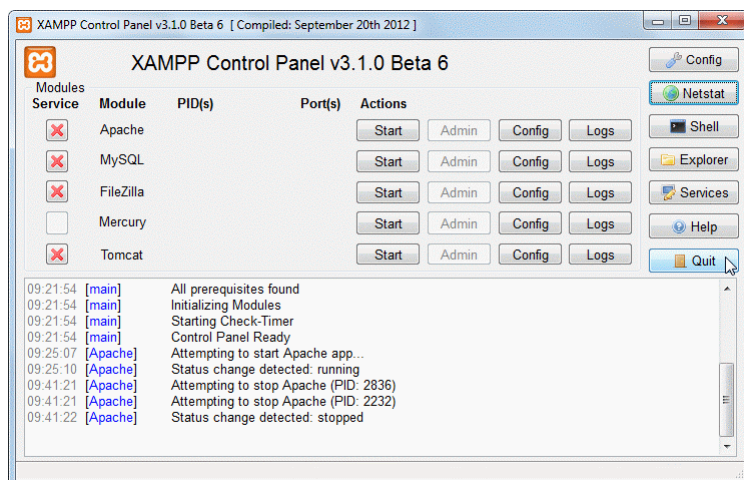 XAMPP Control Panel v3.1.0 Beta 6 [ Compiled: September 20th 2012 ]
XAMPP Control Panel v3.1.0 Beta 6
Config
Modules
Netstat
Service Module PID(s) Port(s) Actions
Apache Start Admin Config Logs
Shell
MySQL Start Admin Config Logs
Explorer
FileZilla Start Admin Config Logs
Services
Mercury Start Admin Config Logs
Help
Tomcat Start Admin Config Logs
Quit
09:21:54 [main] All prerequisites found
09:21:54 [main] Initializing Modules
09:21:54 [main] Starting Check-Timer
09:21:54 [main] Control Panel Ready
09:25:07 [Apache] Attempting to start Apache app...
09:25:10 [Apache] Status change detected: running
09:41:21 [Apache] Attempting to stop Apache (PID: 2836)
09:41:21 [Apache] Attempting to stop Apache (PID: 2232)
09:41:22 [Apache] Status change detected: stopped